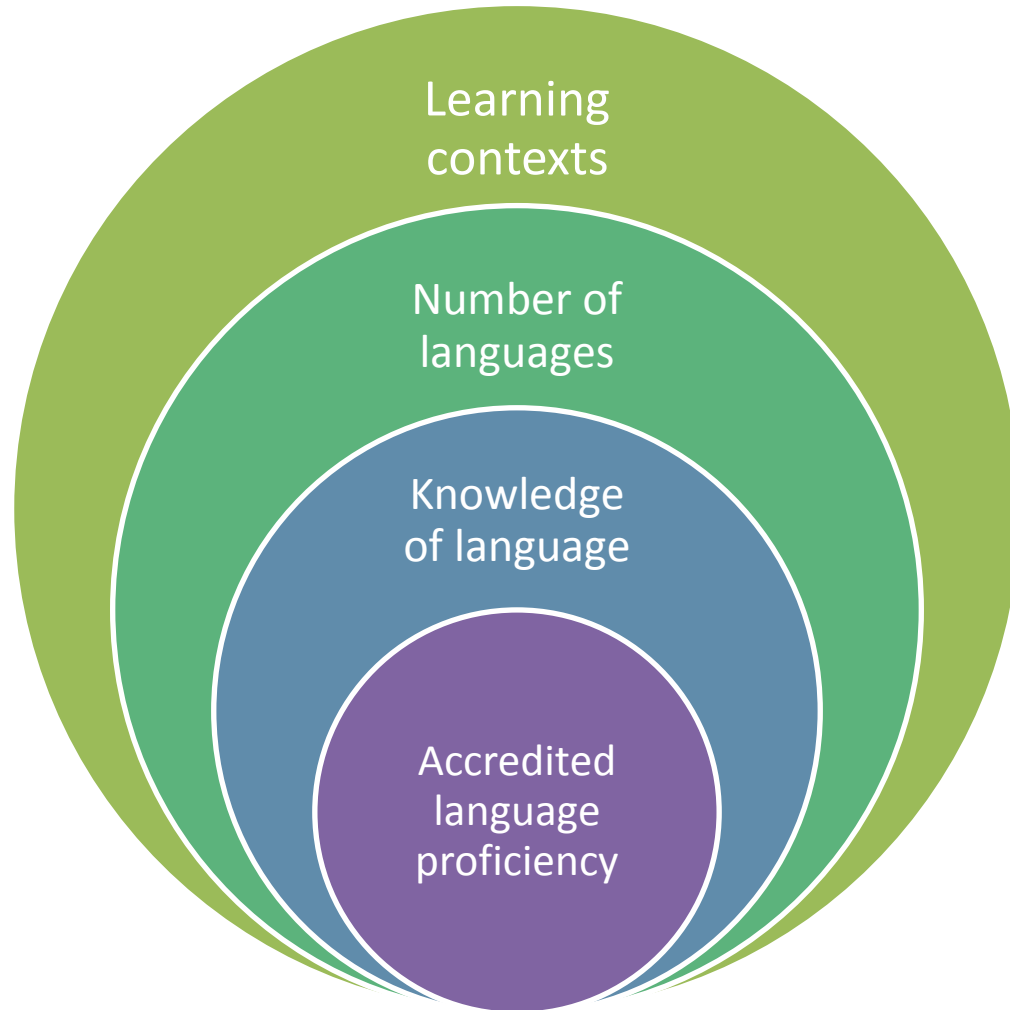 Learning
contexts
Number of
languages
Knowledge
of language
Accredited
language
proficiency